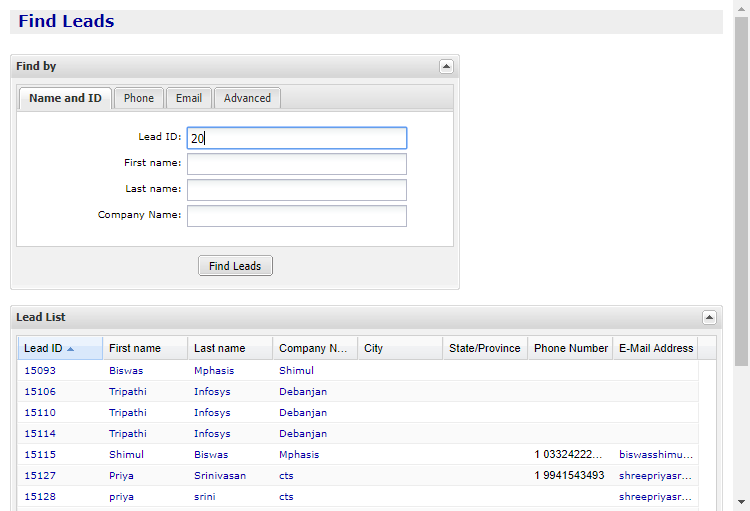 Find Leads
Find by
Name and ID Phone Email Advanced
Lead ID: 20
First name:
Last name:
Company Name:
Find Leads
Lead List
Lead ID First name Last name Company N... City State/Province Phone Number E-Mail Address
15093 Biswas Mphasis Shimul
15106 Tripathi Infosys Debanjan
15110 Tripathi Infosys Debanjan
15114 Tripathi Infosys Debanjan
15115 Shimul Biswas Mphasis 1 03324222... biswasshimu...
15127 Priya Srinivasan cts 1 9941543493 shreepriyasr...
15128 priya srini cts shreepriyasr...